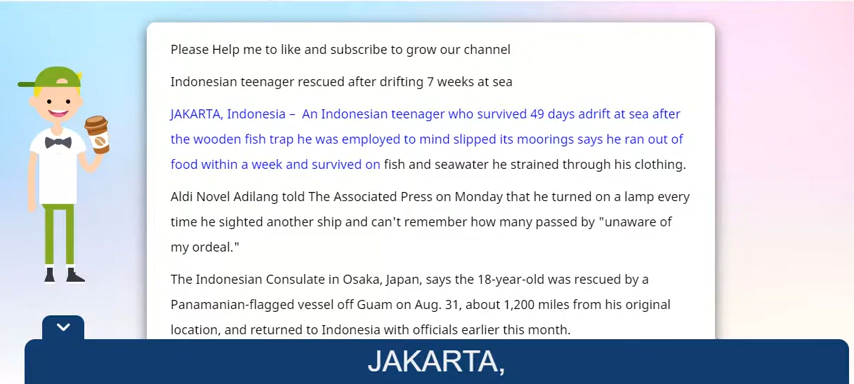 Please Help me to like and subscribe to grow our channel
Indonesian teenager rescued after drifting 7 weeks at sea
JAKARTA, Indonesia – An Indonesian teenager who survived 49 days adrift at sea after
the wooden fish trap he was employed to mind slipped its moorings says he ran out of
food within a week and survived on fish and seawater he strained through his clothing.
Aldi Novel Adilang told The Associated Press on Monday that he turned on a lamp every
time he sighted another ship and can't remember how many passed by "unaware of
my ordeal."
The Indonesian Consulate in Osaka, Japan, says the 18-year-old was rescued by a
Panamanian-flagged vessel off Guam on Aug. 31, about 1,200 miles from his original
location, and returned to Indonesia with officials earlier this month.
JAKARTA,